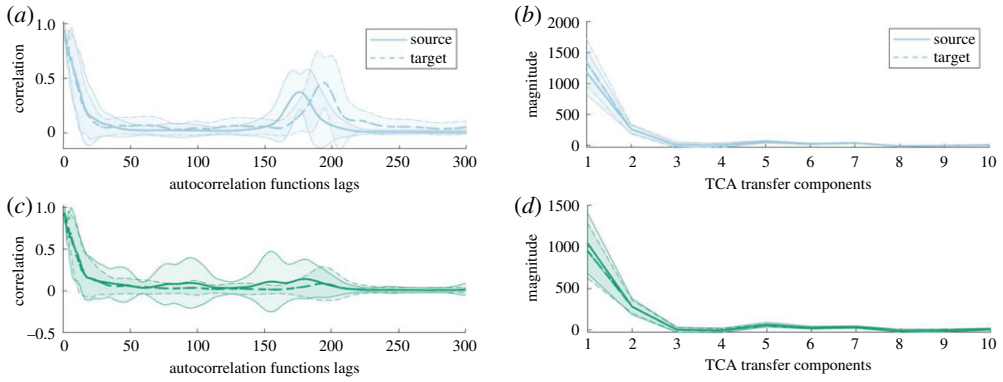 (a)
1.0
0.5
0
correlation
source
target
0 50 100 150 200 250 300
autocorrelation functions lags
(b)
2000
1500
1000
500
0
magnitude
source
target
1 2 3 4 5 6 7 8 9 10
TCA transfer components
(c)
1.0
0.5
0
–0.5
correlation
0 50 100 150 200 250 300
autocorrelation functions lags
(d)
1500
1000
500
0
magnitude
1 2 3 4 5 6 7 8 9 10
TCA transfer components